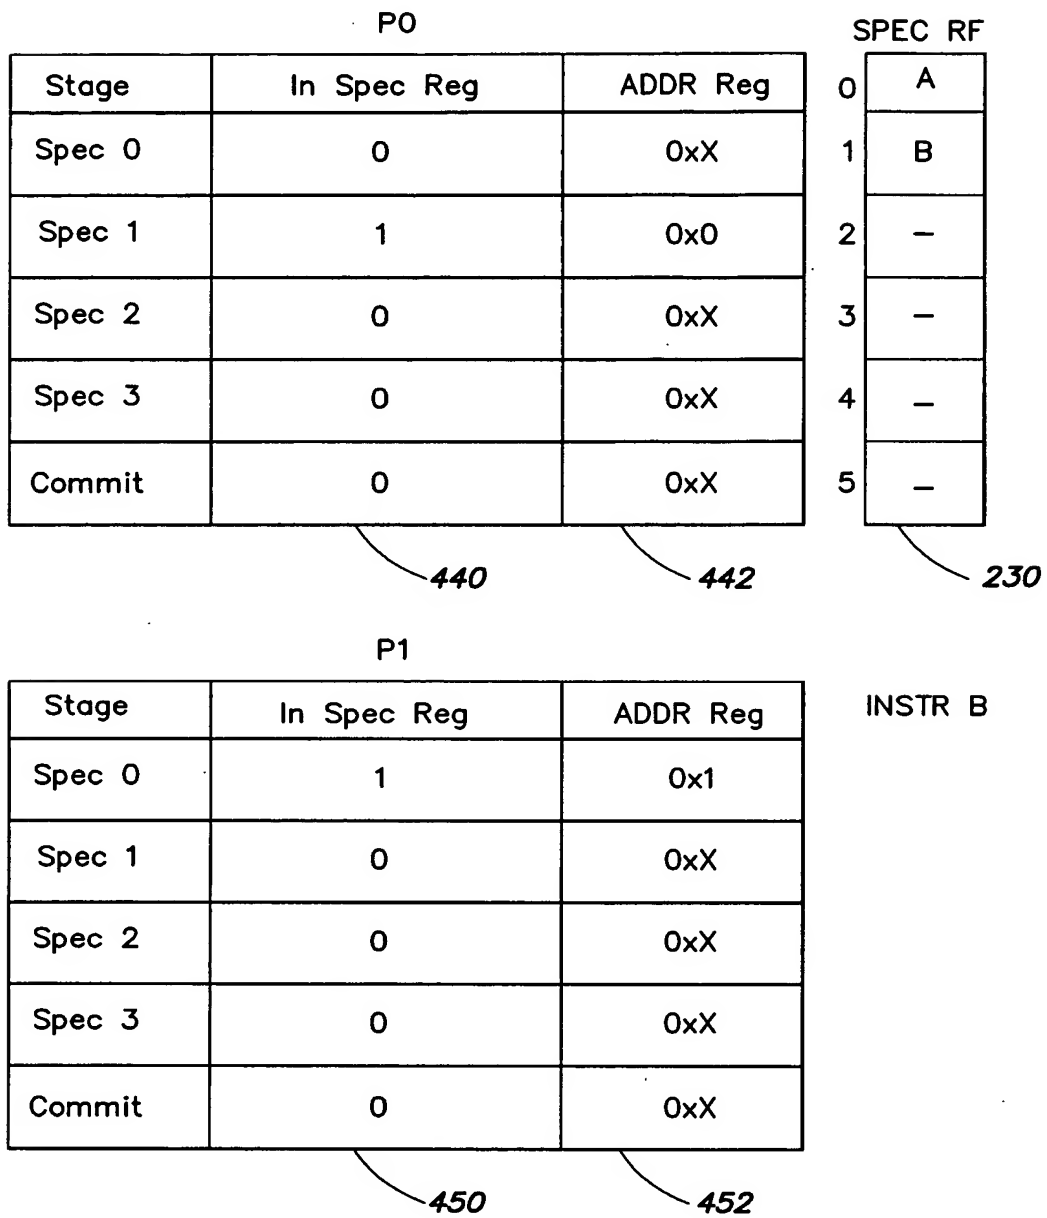 P0
SPEC RF
Stage In Spec Reg ADDR Reg 0 A
Spec 0 0 0xX 1 B
Spec 1 1 0x0 2 –
Spec 2 0 0xX 3 –
Spec 3 0 0xX 4 –
Commit 0 0xX 5 –
440 442 230
P1
Stage In Spec Reg ADDR Reg INSTR B
Spec 0 1 0x1
Spec 1 0 0xX
Spec 2 0 0xX
Spec 3 0 0xX
Commit 0 0xX
450 452